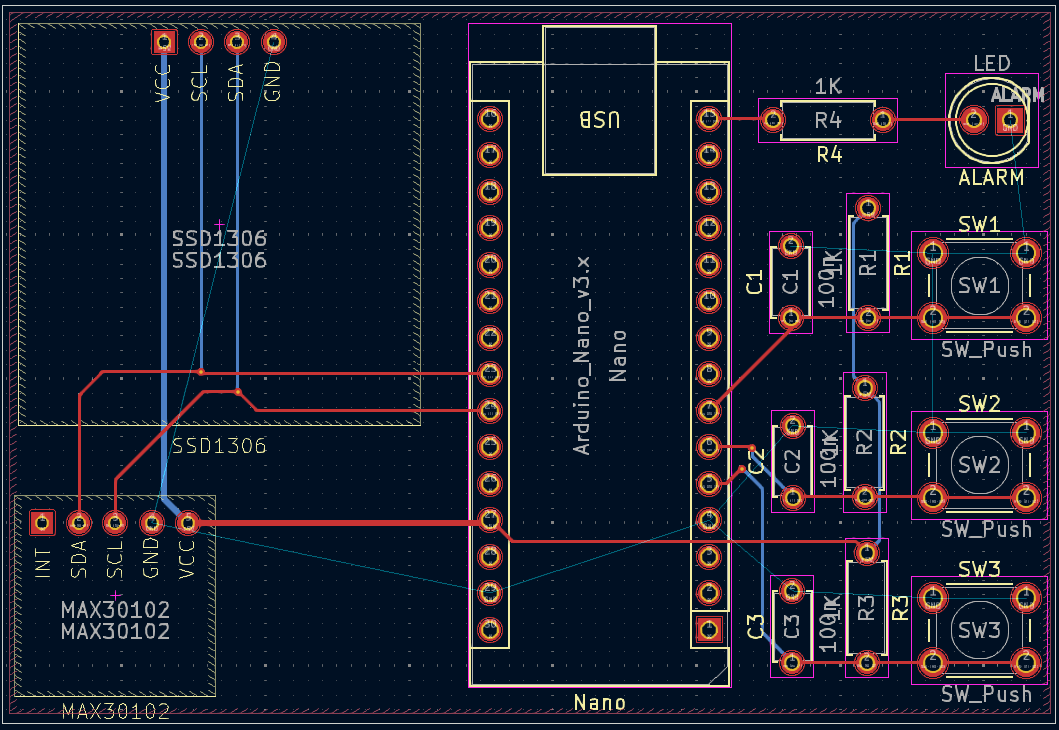 VCC
SCL
SDA
GND
SSD1306
SSD1306
SSD1306
INT
SDA
SCL
GND
VCC
MAX30102
MAX30102
MAX30102
USB
Arduino_Nano_v3.x
Nano
Nano
1K
R4
R4
LED
ALARM
ALARM
C1
C1
100n
1K
R1
R1
SW1
SW1
SW_Push
C2
C2
100n
R2
R2
SW2
SW2
SW_Push
C3
C3
100n
R3
R3
SW3
SW3
SW_Push